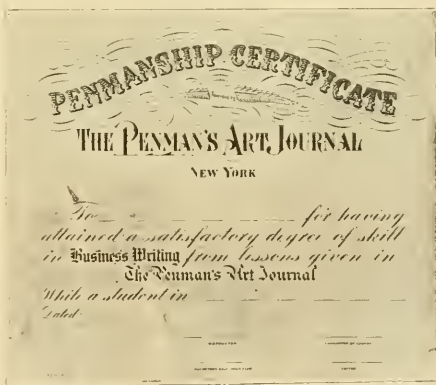 PENMANSHIP CERTIFICATE
THE PENMAN'S ART JOURNAL
NEW YORK
To for having
attained a satisfactory degree of skill
in Business Writing from lessons given in
The Penman's Art Journal
While a student in
Dated